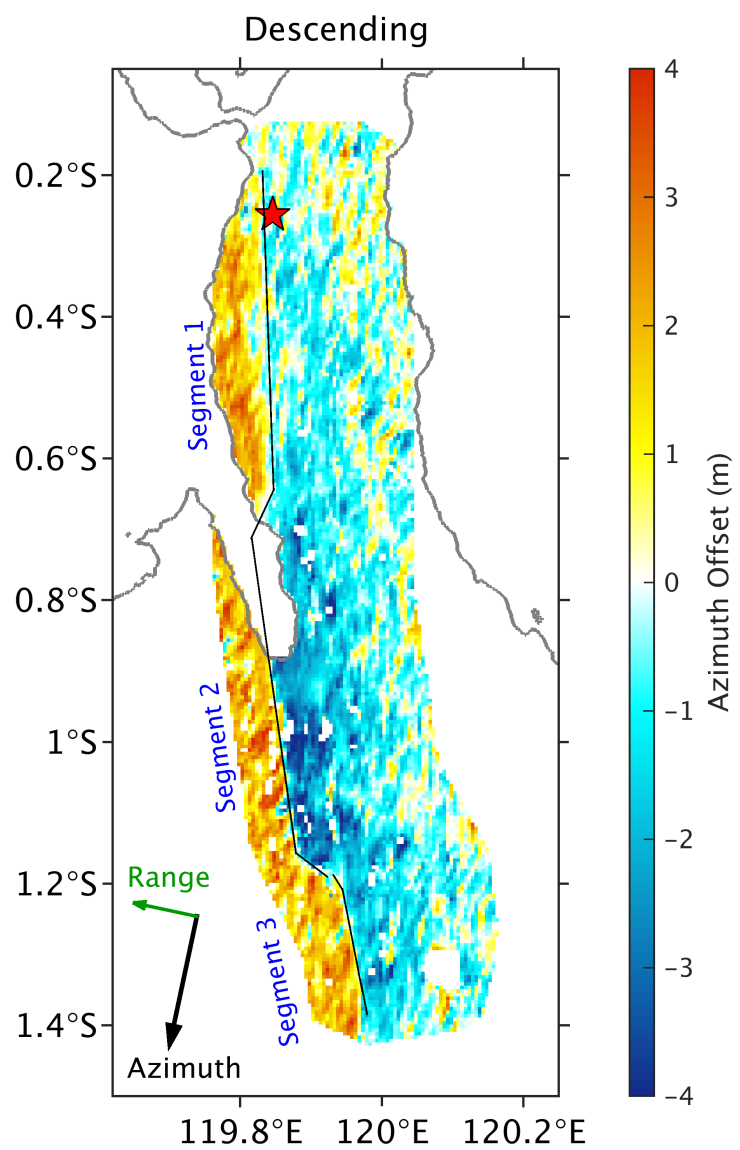 Descending
0.2°S
0.4°S
0.6°S
0.8°S
1°S
1.2°S
1.4°S
119.8°E
120°E
120.2°E
Segment 1
Segment 2
Segment 3
Range
Azimuth
4
3
2
1
0
−1
−2
−3
−4
Azimuth Offset (m)